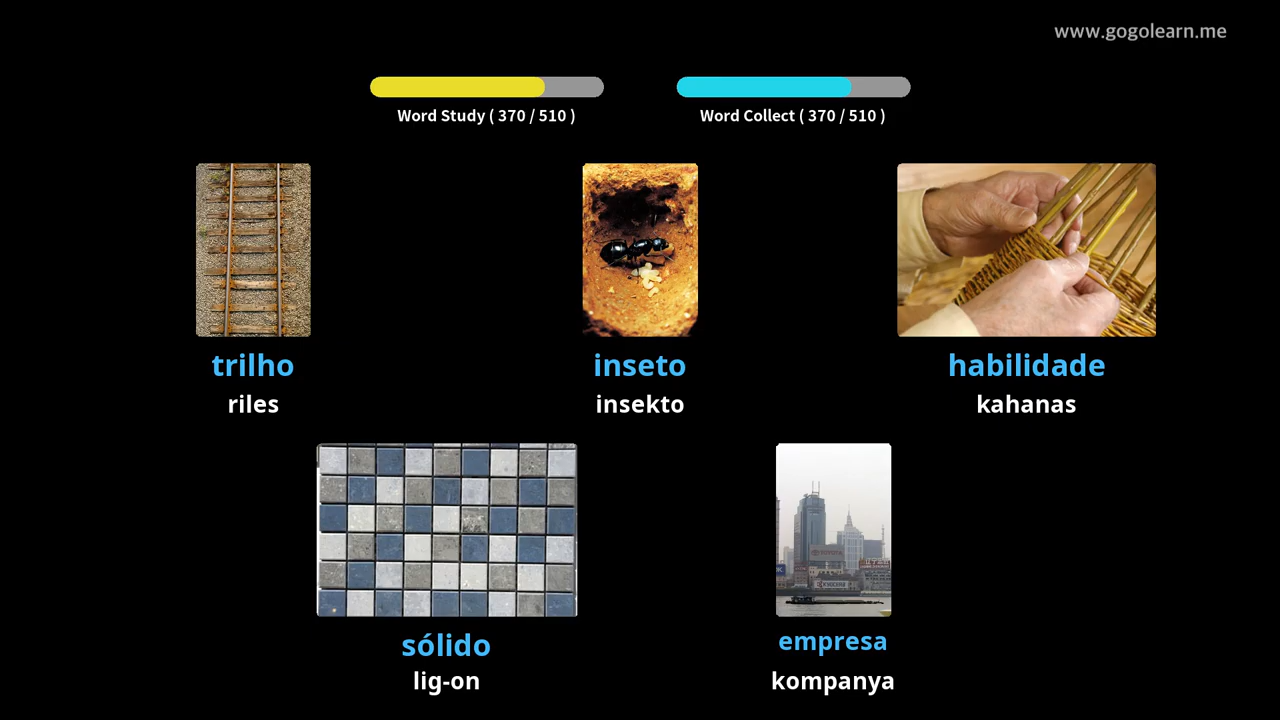 www.gogolearn.me
Word Study ( 370 / 510 )
Word Collect ( 370 / 510 )
trilho
riles
inseto
insekto
habilidade
kahanas
TOYOTA
sólido
lig-on
empresa
kompanya